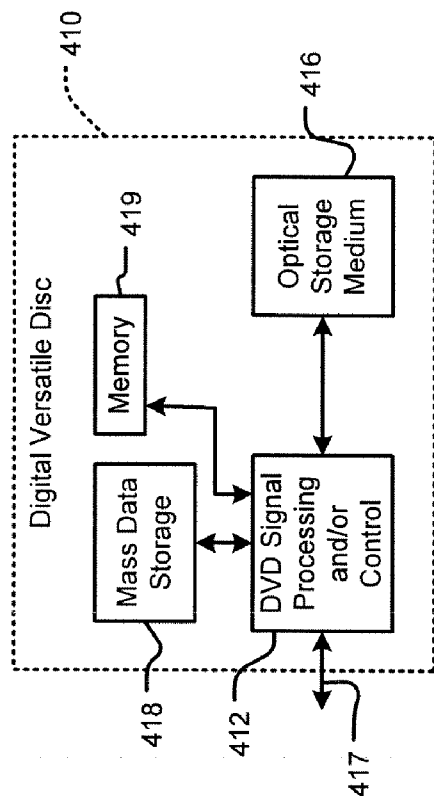 410
Digital Versatile Disc
419
Memory
Mass Data
Storage
418
416
Optical
Storage
Medium
DVD Signal
Processing
and/or
Control
412
417